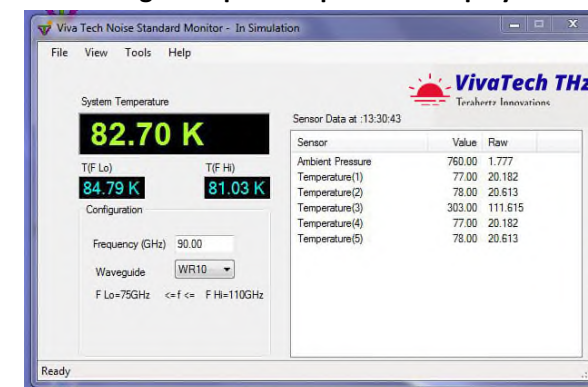 Viva Tech Noise Standard Monitor - In Simulation
File View Tools Help
VivaTech THz
Terahertz Innovations
System Temperature
82.70 K
T(F Lo) T(F Hi)
84.79 K 81.03 K
Configuration
Frequency (GHz) 90.00
Waveguide WR10
F Lo=75GHz <=f <= F Hi=110GHz
Sensor Data at :13:30:43
Sensor Value Raw
Ambient Pressure 760.00 1.777
Temperature(1) 77.00 20.182
Temperature(2) 78.00 20.613
Temperature(3) 303.00 111.615
Temperature(4) 77.00 20.182
Temperature(5) 78.00 20.613
Ready